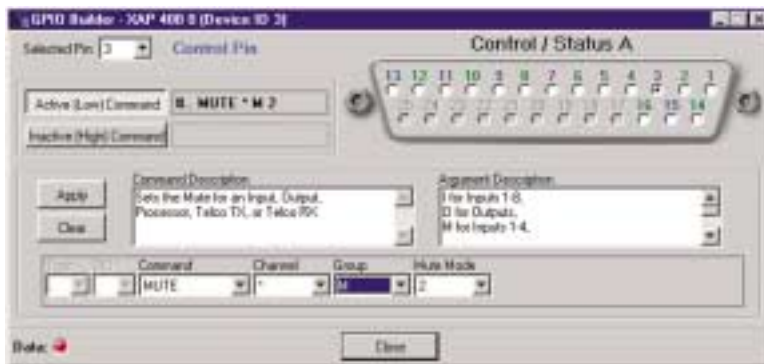 GPIO Builder - XAP 400 0 (Device ID 3)
Selected Pin: 3
Control Pin
Control / Status A
13 12 11 10 9 8 7 6 5 4 3 2 1
16 15 14
Active (Low) Command
MUTE * M 2
Inactive (High) Command
Apply
Clear
Command Description
Sets the Mute for an Input, Output,
Processor, Telco TX, or Telco RX
Argument Description
I for Inputs 1-8,
O for Outputs,
M for Inputs 1-4,
Command Channel Group Mute Mode
MUTE * M 2
Data:
Close